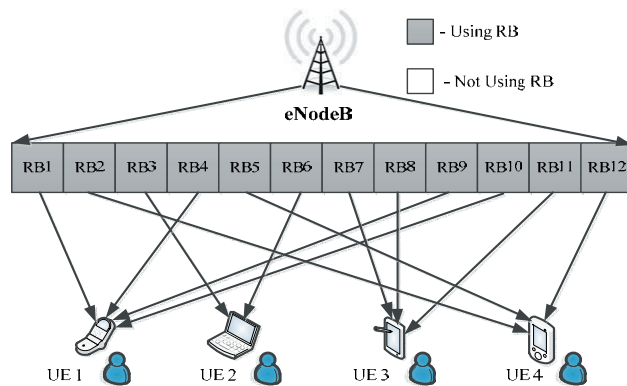 - Using RB
- Not Using RB
eNodeB
RB1 RB2 RB3 RB4 RB5 RB6 RB7 RB8 RB9 RB10 RB11 RB12
UE 1 UE 2 UE 3 UE 4